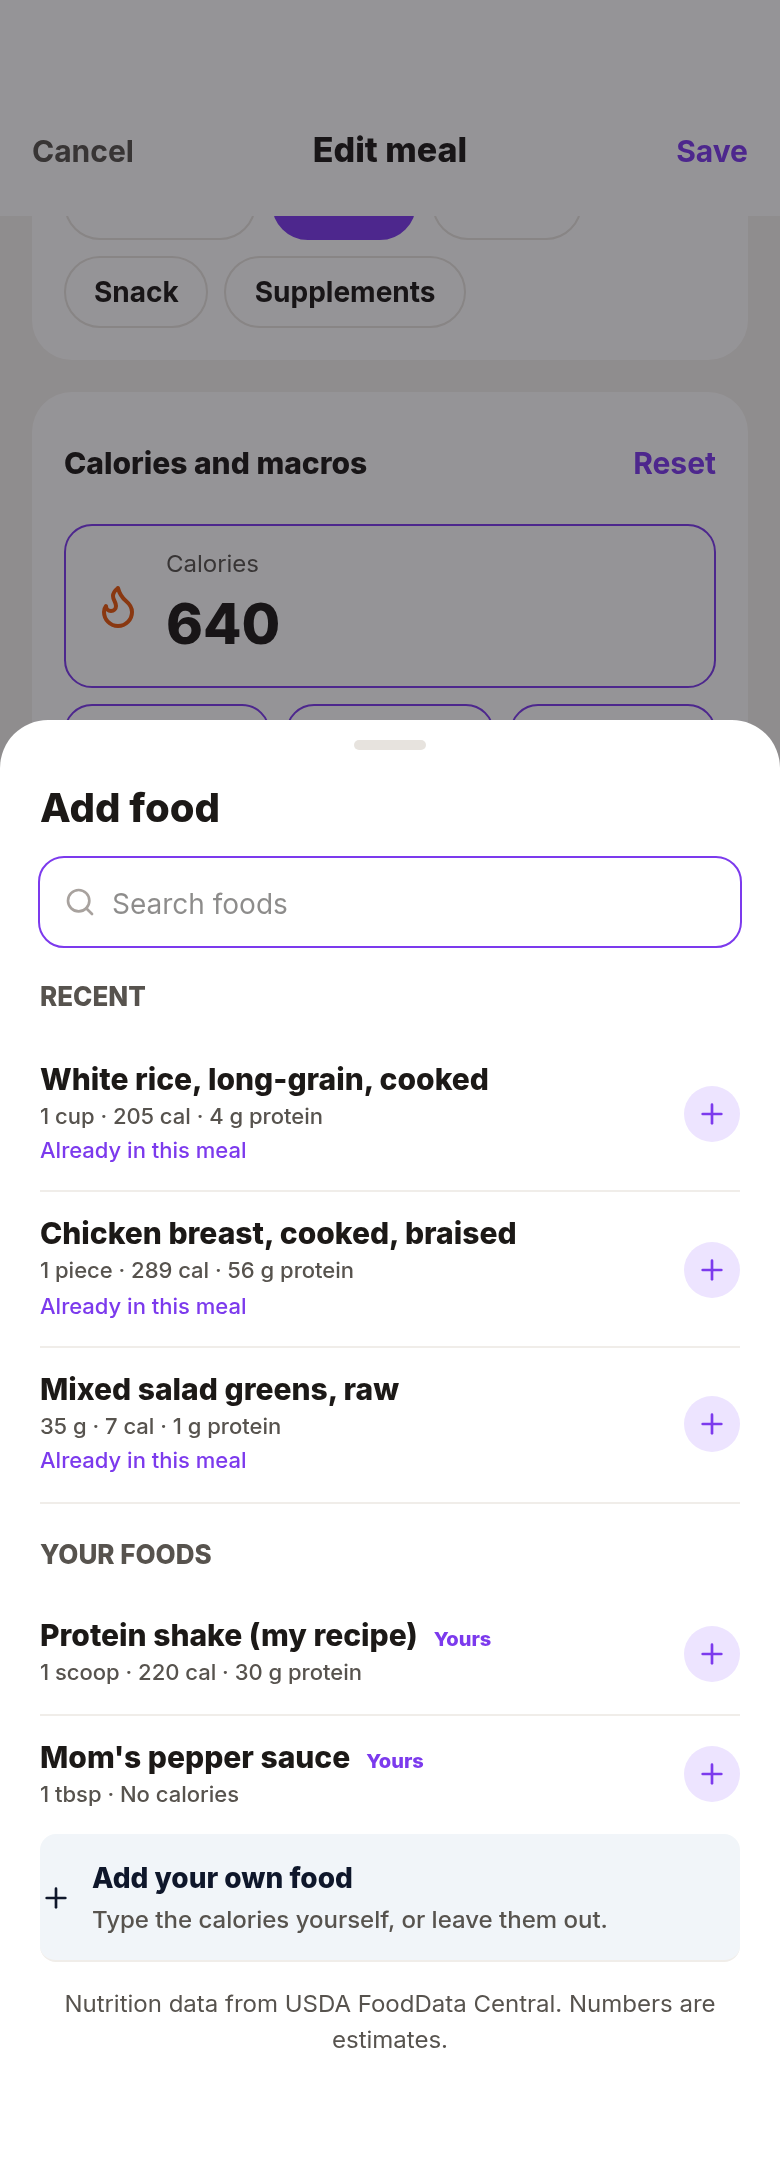 Cancel
Edit meal
Save
Snack
Supplements
Calories and macros
Reset
Calories
640
Add food
Search foods
RECENT
White rice, long-grain, cooked
1 cup · 205 cal · 4 g protein
Already in this meal
Chicken breast, cooked, braised
1 piece · 289 cal · 56 g protein
Already in this meal
Mixed salad greens, raw
35 g · 7 cal · 1 g protein
Already in this meal
YOUR FOODS
Protein shake (my recipe) Yours
1 scoop · 220 cal · 30 g protein
Mom's pepper sauce Yours
1 tbsp · No calories
Add your own food
Type the calories yourself, or leave them out.
Nutrition data from USDA FoodData Central. Numbers are
estimates.